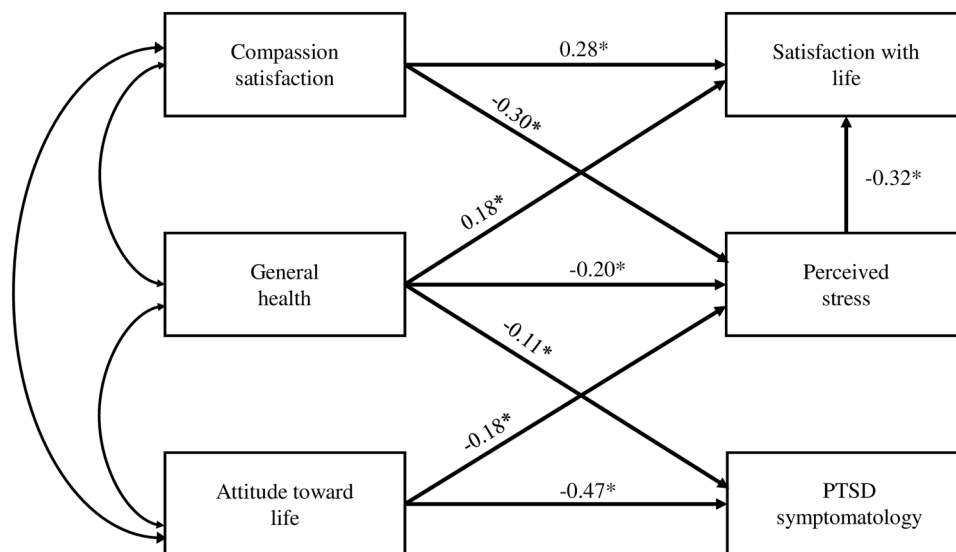 Compassion
satisfaction
0.28*
Satisfaction with
life
-0.30*
-0.32*
0.18*
General
health
-0.20*
Perceived
stress
-0.11*
-0.18*
Attitude toward
life
-0.47*
PTSD
symptomatology